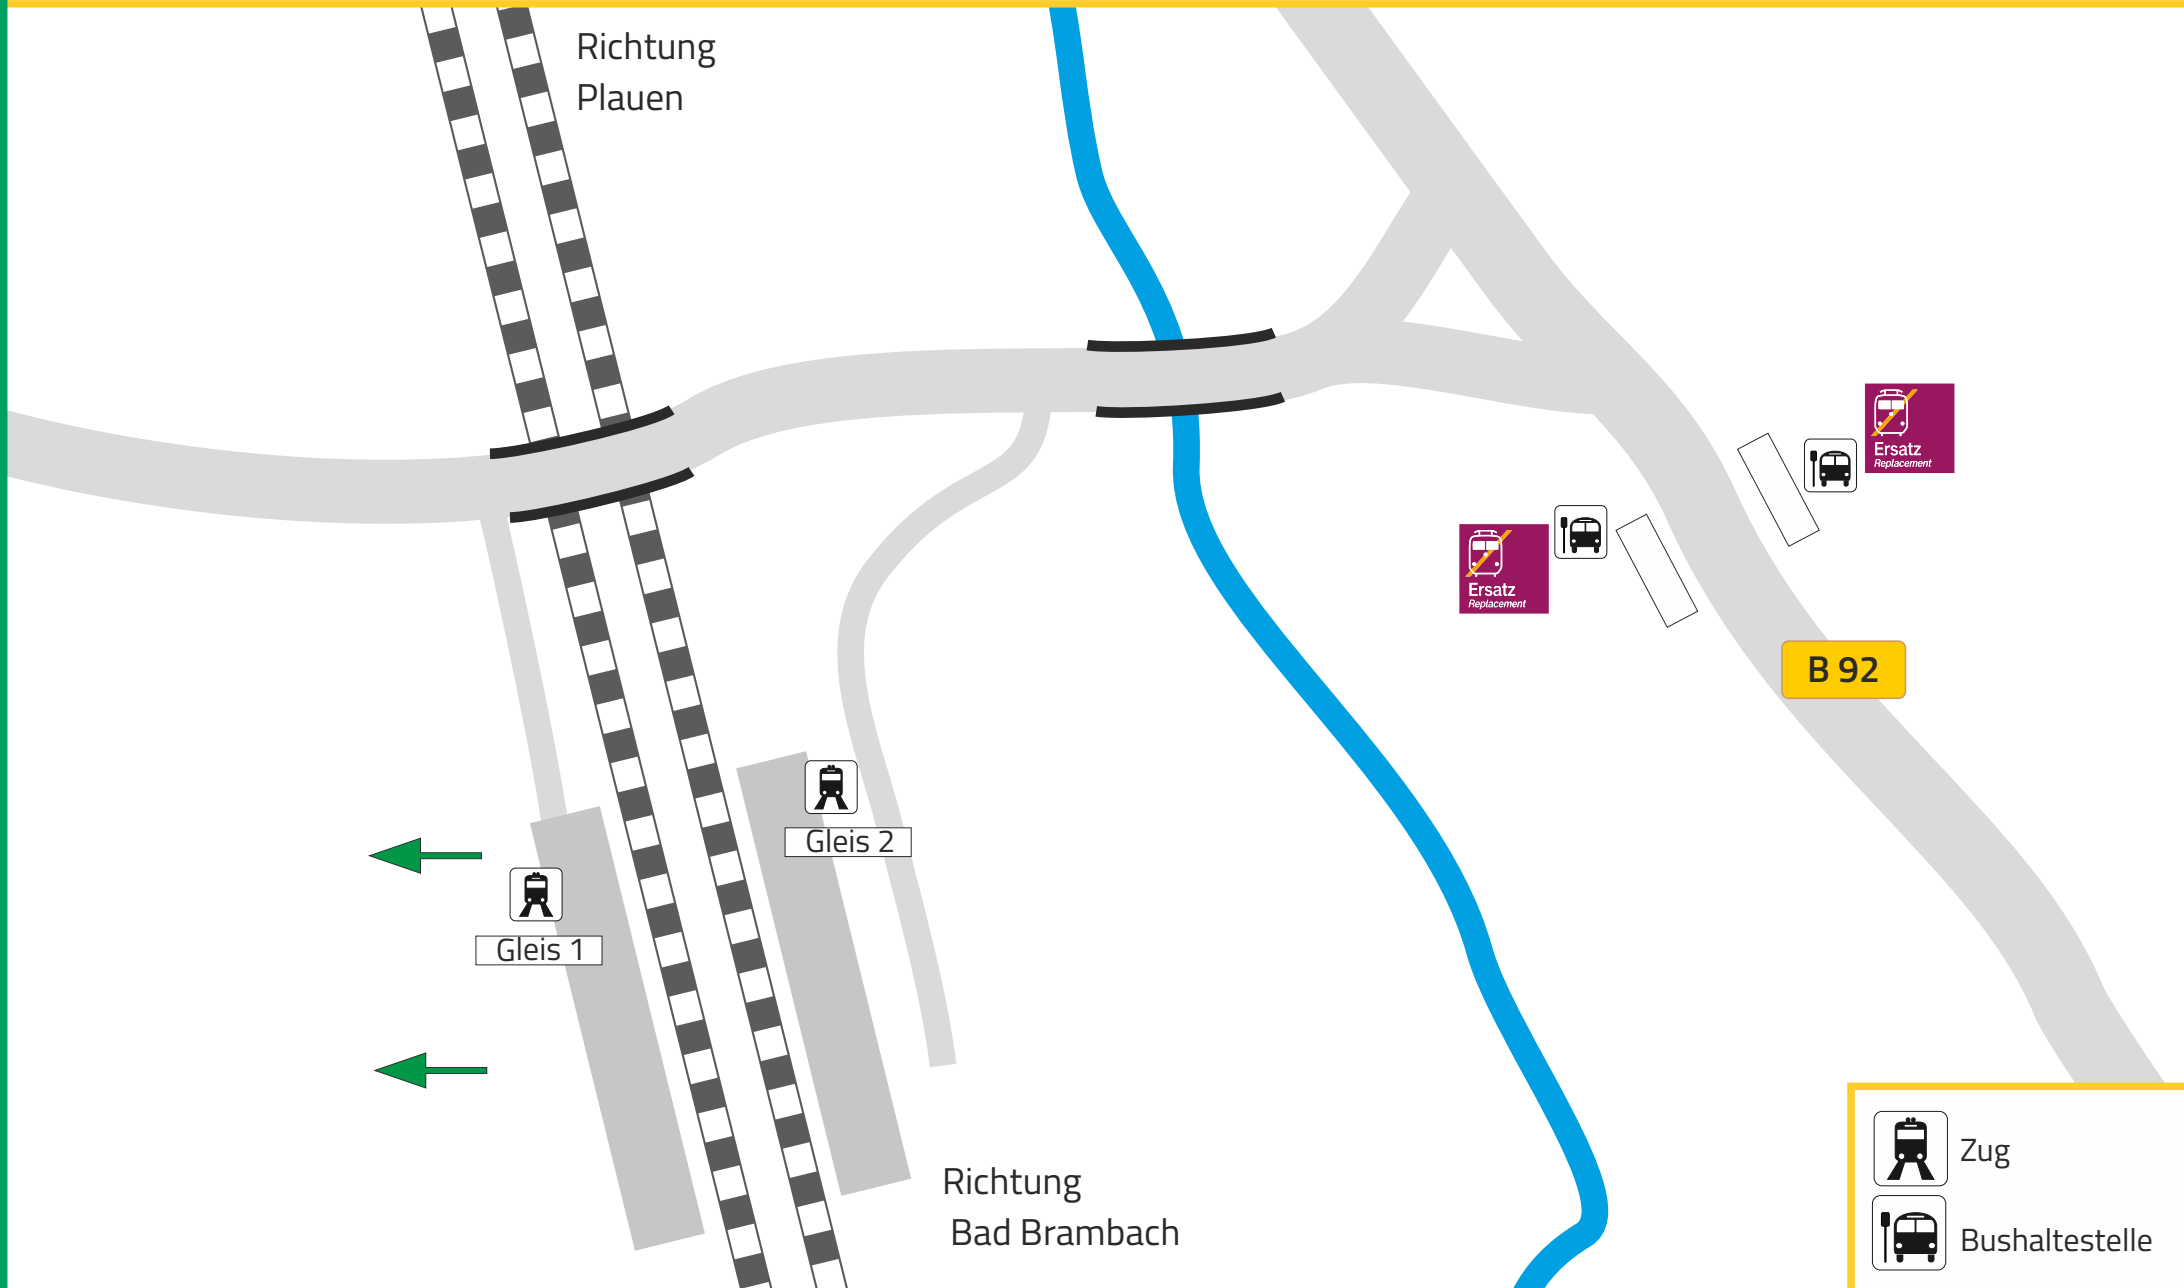 Richtung
Plauen
Ersatz
Replacement
Ersatz
Replacement
B 92
Gleis 2
Gleis 1
Richtung
Bad Brambach
Zug
Bushaltestelle